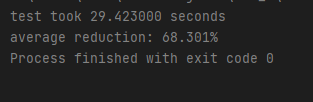 test took 29.423000 seconds
average reduction: 68.301%
Process finished with exit code 0